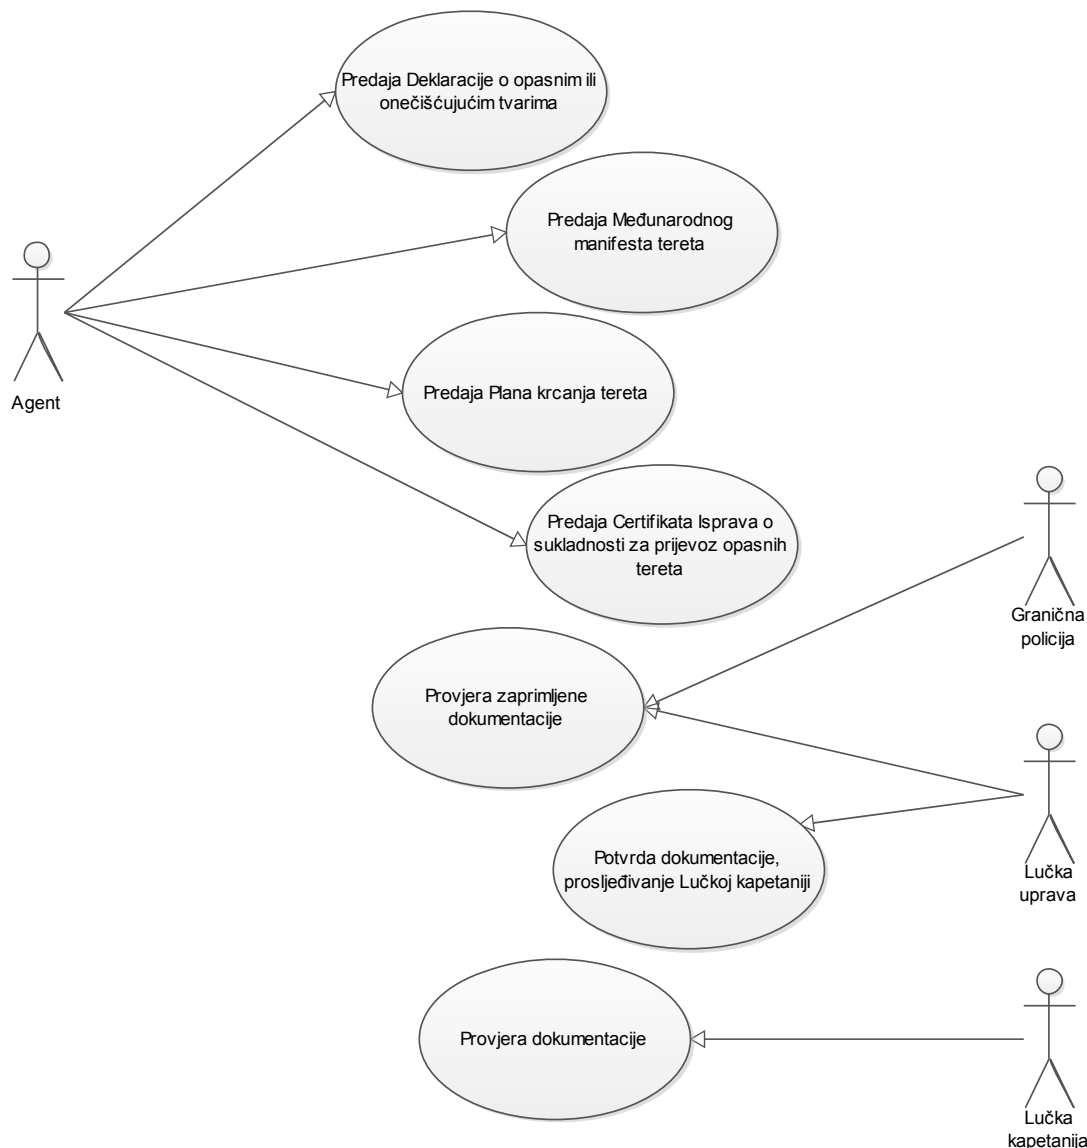 Predaja Deklaracije o opasnim ili
onečišćujućim tvarima
Predaja Međunarodnog
manifesta tereta
Agent
Predaja Plana krcanja tereta
Predaja Certifikata Isprava o
sukladnosti za prijevoz opasnih
tereta
Granična
policija
Provjera zaprimljene
dokumentacije
Potvrda dokumentacije,
prosljeđivanje Lučkoj kapetaniji
Lučka
uprava
Provjera dokumentacije
Lučka
kapetanija